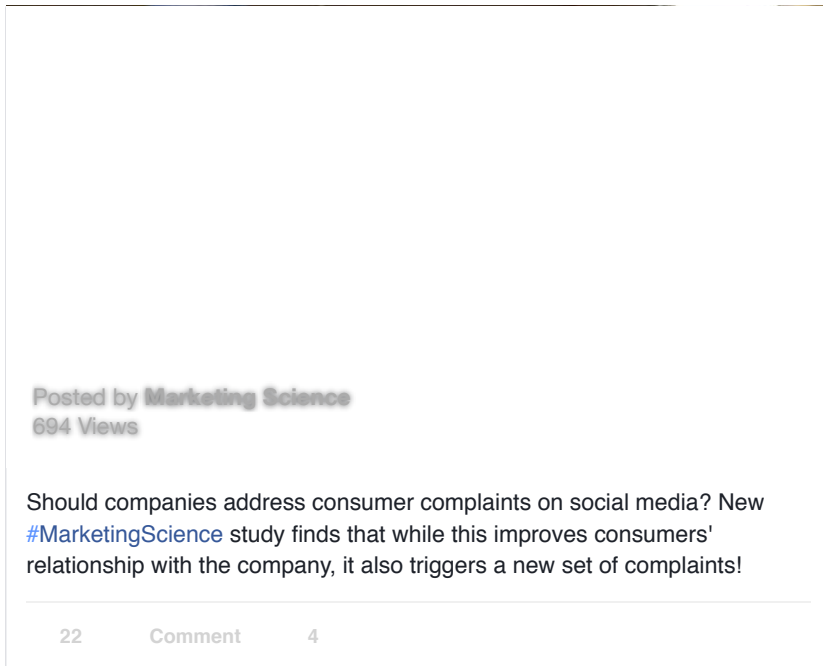 Posted by Marketing Science
694 Views
Should companies address consumer complaints on social media? New
#MarketingScience study finds that while this improves consumers'
relationship with the company, it also triggers a new set of complaints!
22 Comment 4